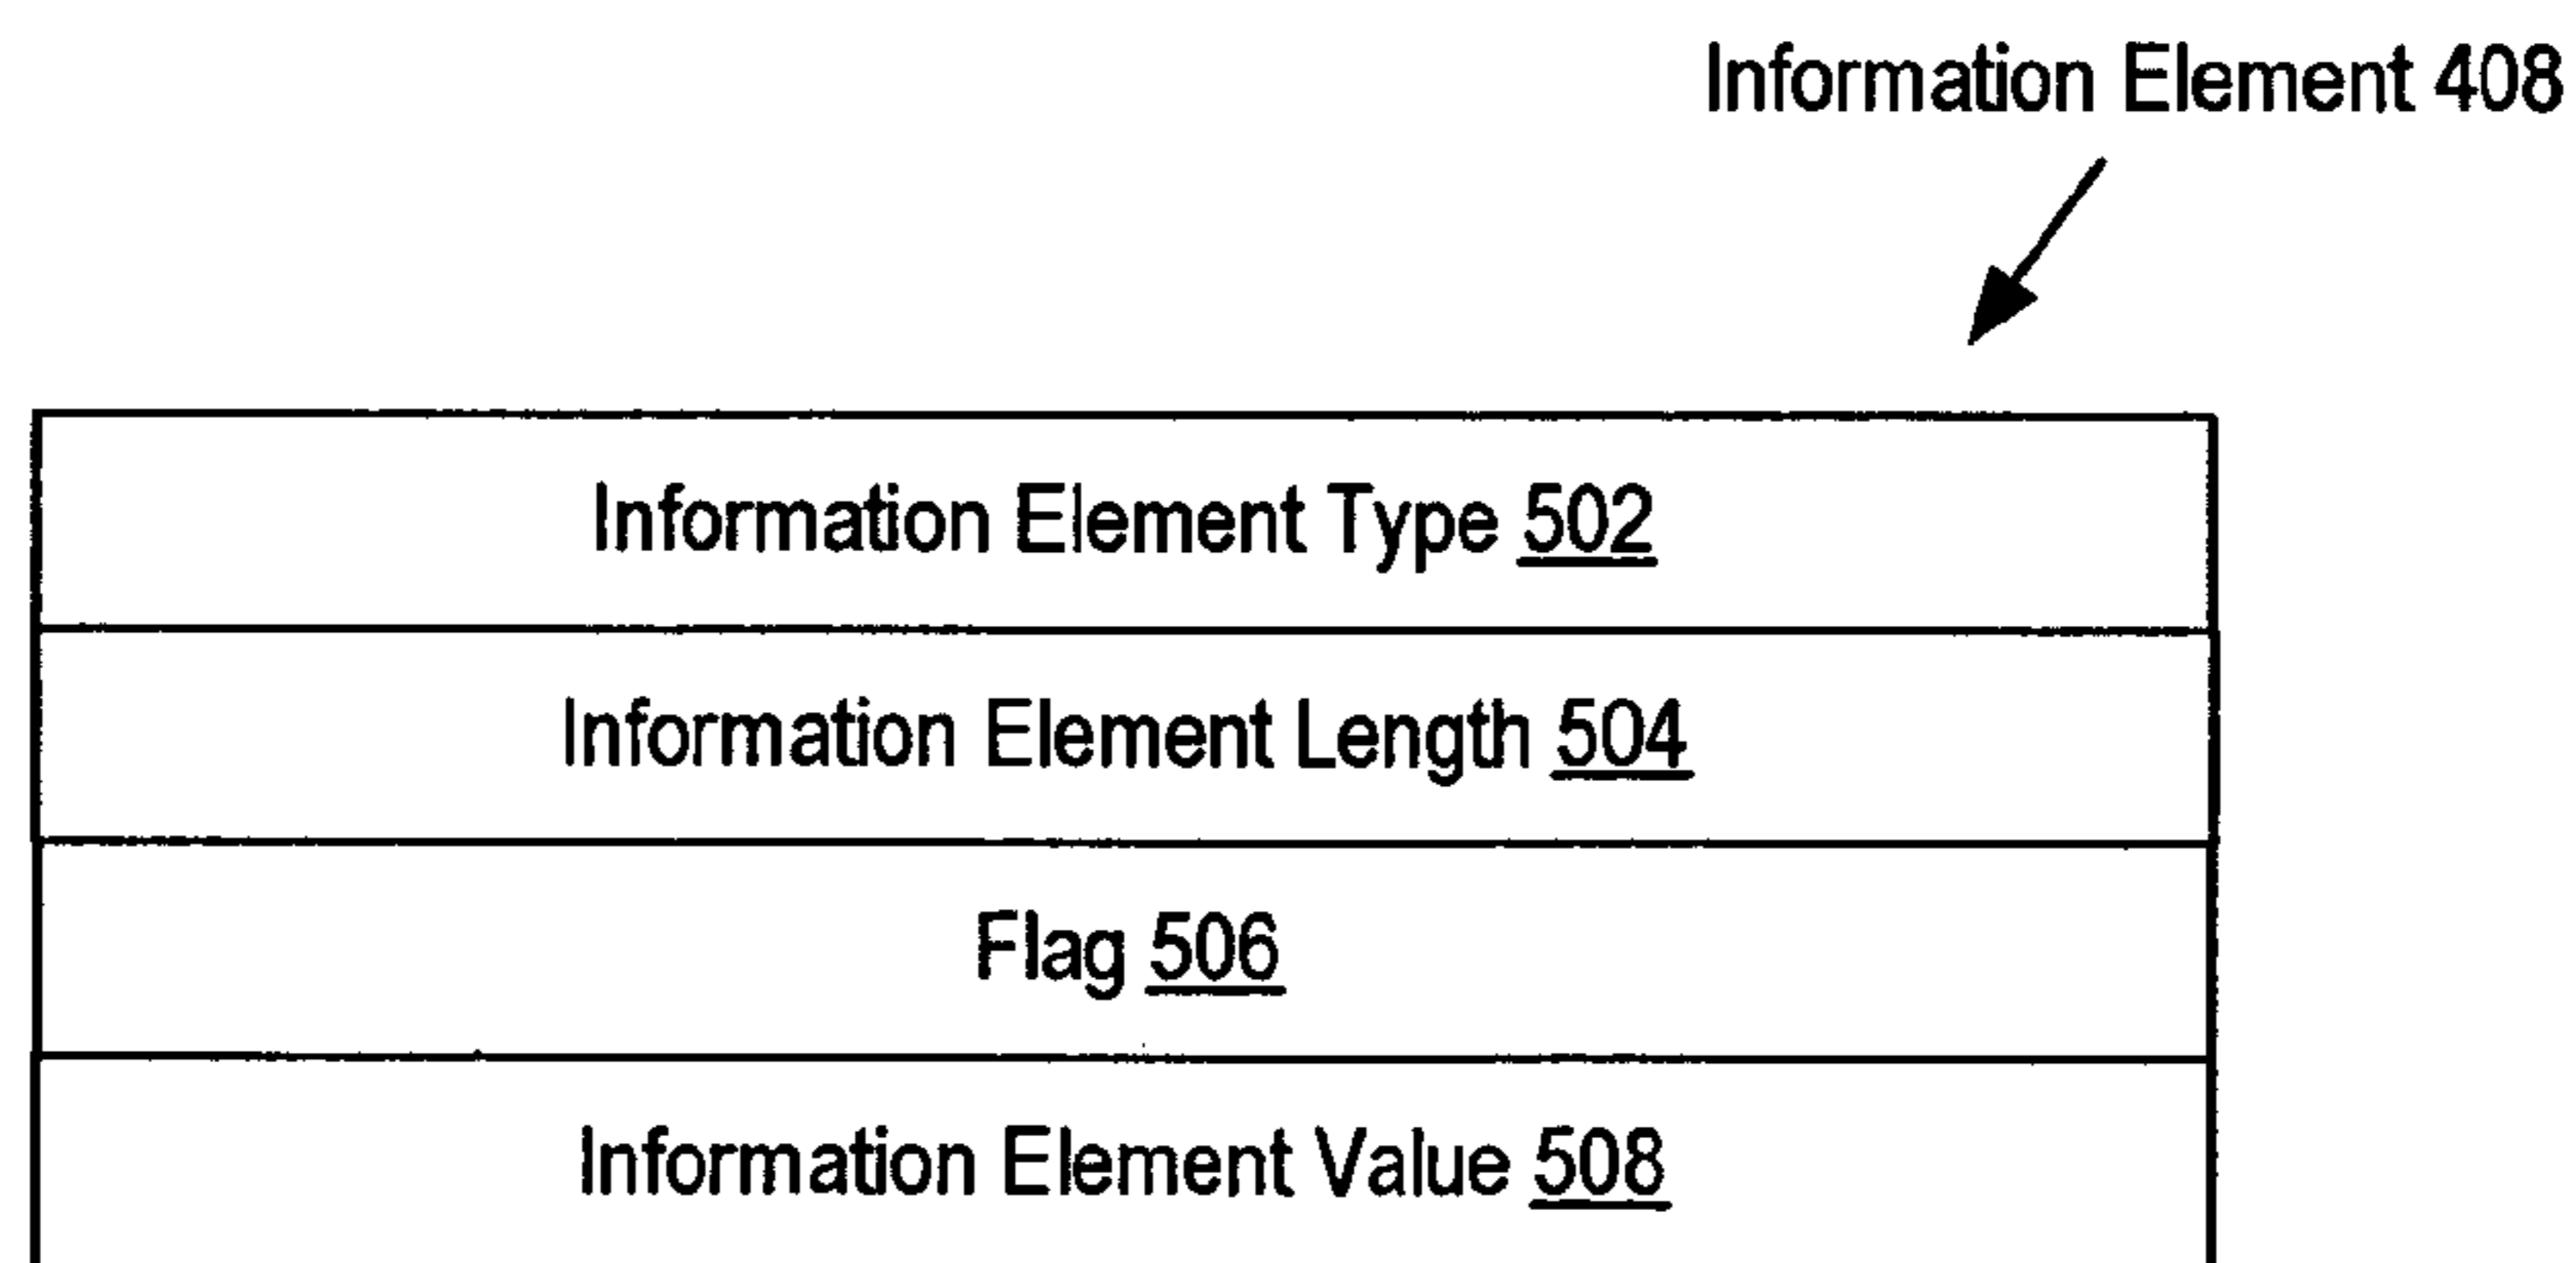 Information Element 408
Information Element Type 502
Information Element Length 504
Flag 506
Information Element Value 508